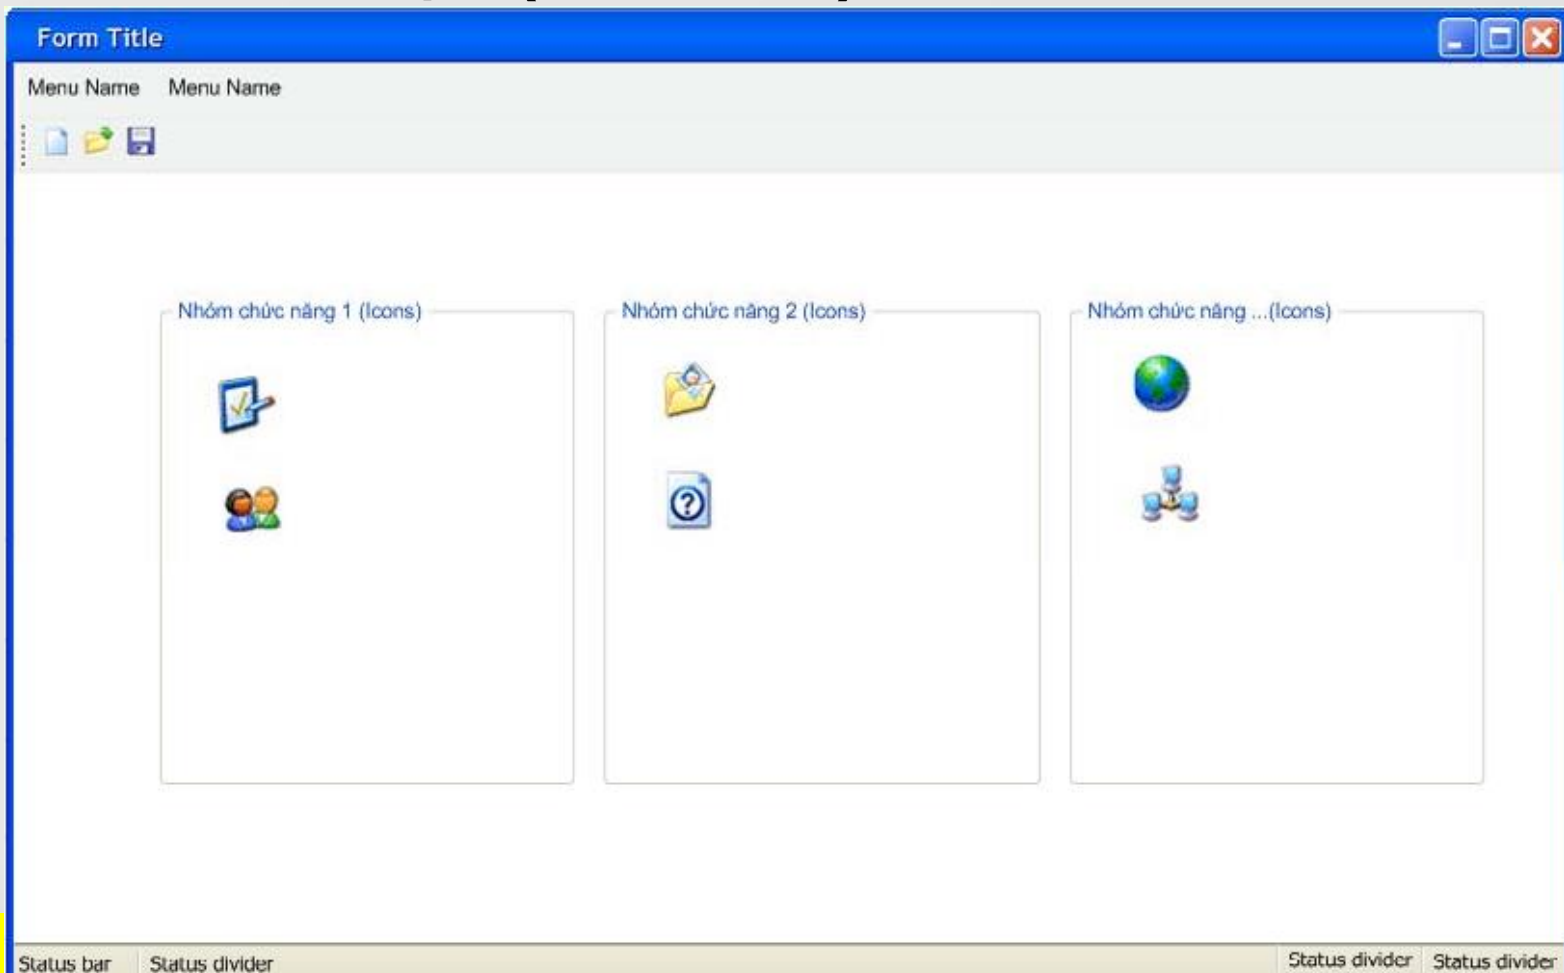 Form Title
Menu Name Menu Name
Nhóm chức năng 1 (Icons) Nhóm chức năng 2 (Icons) Nhóm chức năng ...(Icons)
Status bar Status divider Status divider Status divider